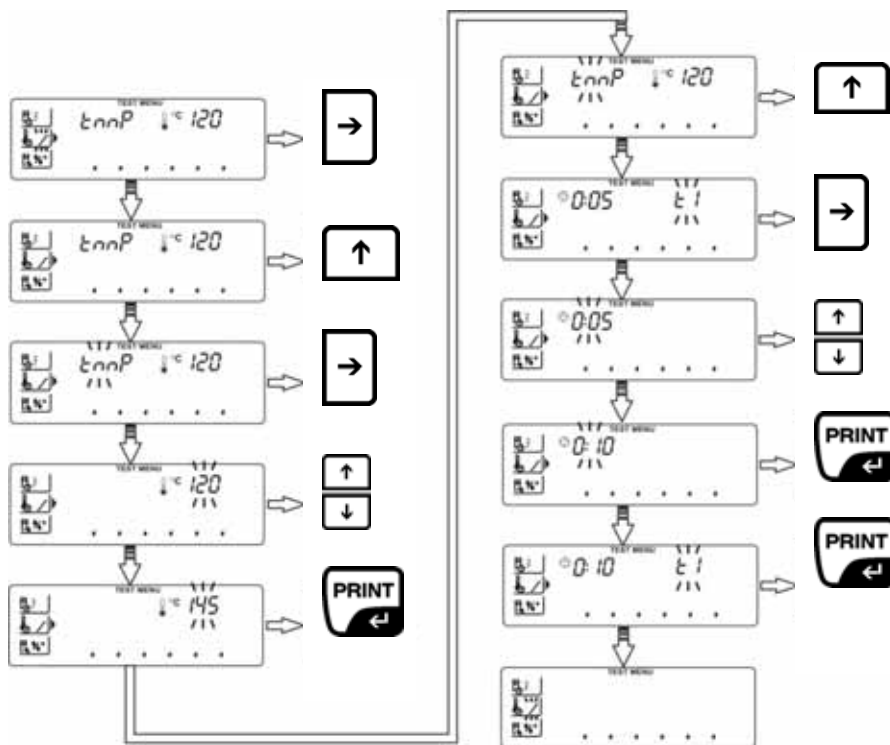 TEST MENU
tmmP °C 120
→
TEST MENU
tmmP °C 120
↑
TEST MENU
tmmP °C 120
→
TEST MENU
°C 120
↑
↓
TEST MENU
°C 145
PRINT
TEST MENU
tmmP °C 120
↑
TEST MENU
0:05 t1
→
TEST MENU
0:05
↑
↓
TEST MENU
0:10
PRINT
TEST MENU
0:10 t1
PRINT
TEST MENU